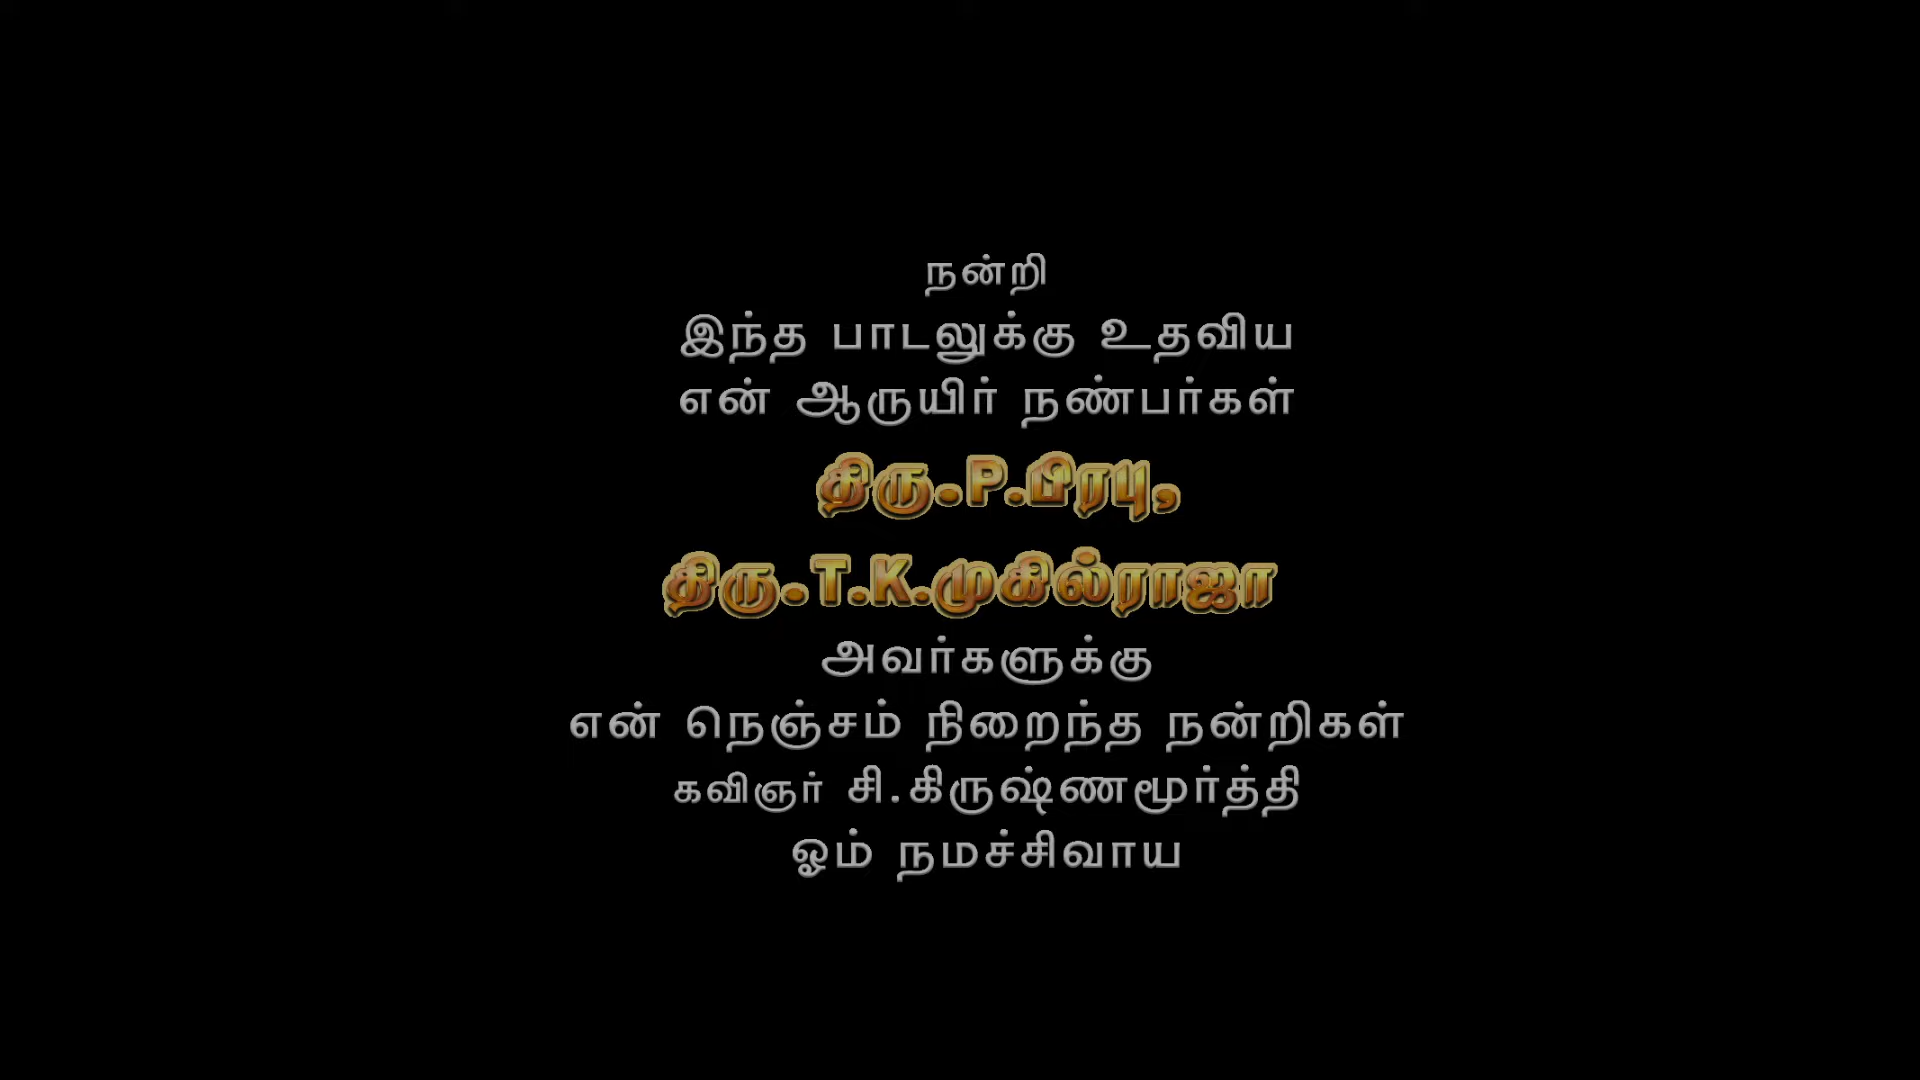 நன்றி
இந்த பாடலுக்கு உதவிய
என் ஆருயிர் நண்பர்கள்
திரு.P.பிரபு,
திரு.T.K.முகில்ராஜா
அவர்களுக்கு
என் நெஞ்சம் நிறைந்த நன்றிகள்
கவிஞர் சி.கிருஷ்ணமூர்த்தி
ஓம் நமச்சிவாய